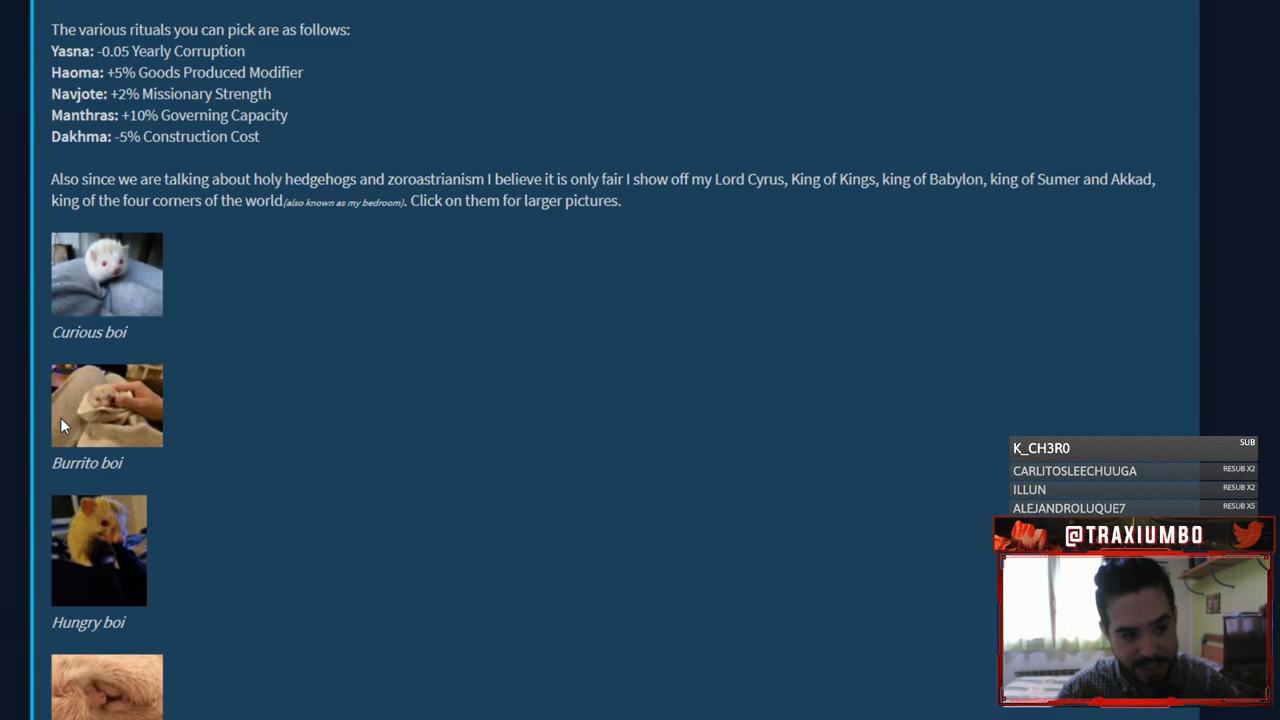 The various rituals you can pick are as follows:
Yasna: -0.05 Yearly Corruption
Haoma: +5% Goods Produced Modifier
Navjote: +2% Missionary Strength
Manthras: +10% Governing Capacity
Dakhma: -5% Construction Cost
Also since we are talking about holy hedgehogs and zoroastrianism I believe it is only fair I show off my Lord Cyrus, King of Kings, king of Babylon, king of Sumer and Akkad,
king of the four corners of the world(also known as my bedroom). Click on them for larger pictures.
Curious boi
Burrito boi
Hungry boi
K_CH3R0 SUB
CARLITOSLEECHUUGA RESUB X2
ILLUN RESUB X2
ALEJANDROLUQUE7 RESUB X5
@TRAXIUMBO